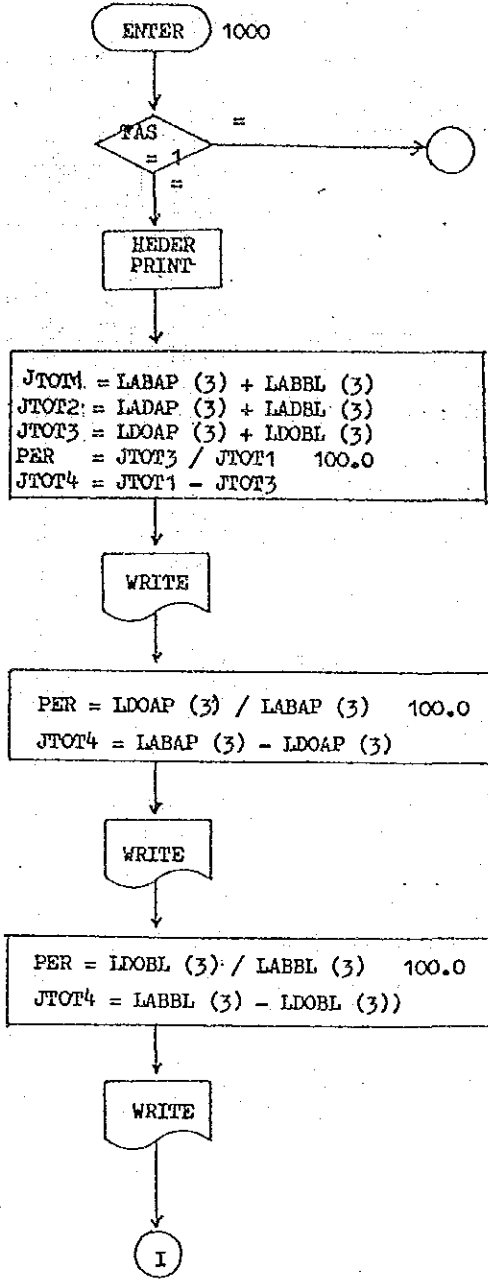 ENTER 1000
=
TAS
= 1
=
HEDER
PRINT
JTOT1 = LABAP (3) + LABBL (3)
JTOT2 = LADAP (3) + LADBL (3)
JTOT3 = LDOAP (3) + LDOBL (3)
PER = JTOT3 / JTOT1 100.0
JTOT4 = JTOT1 - JTOT3
WRITE
PER = LDOAP (3) / LABAP (3) 100.0
JTOT4 = LABAP (3) - LDOAP (3)
WRITE
PER = LDOBL (3) / LABBL (3) 100.0
JTOT4 = LABBL (3) - LDOBL (3))
WRITE
I